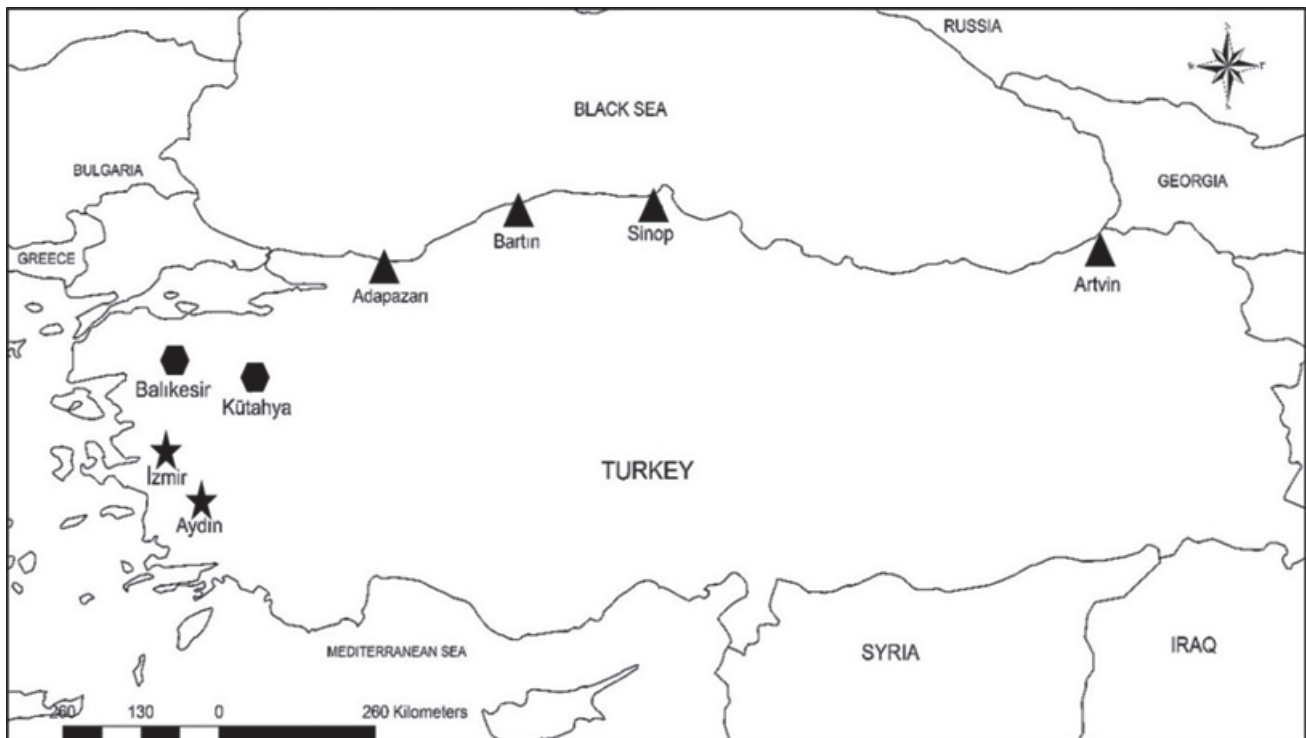 RUSSIA
BLACK SEA
BULGARIA
GEORGIA
GREECE
Bartın
Sinop
Adapazarı
Artvin
Balıkesir
Kütahya
İzmir
Aydın
TURKEY
MEDITERRANEAN SEA
SYRIA
IRAQ
260 130 0 260 Kilometers